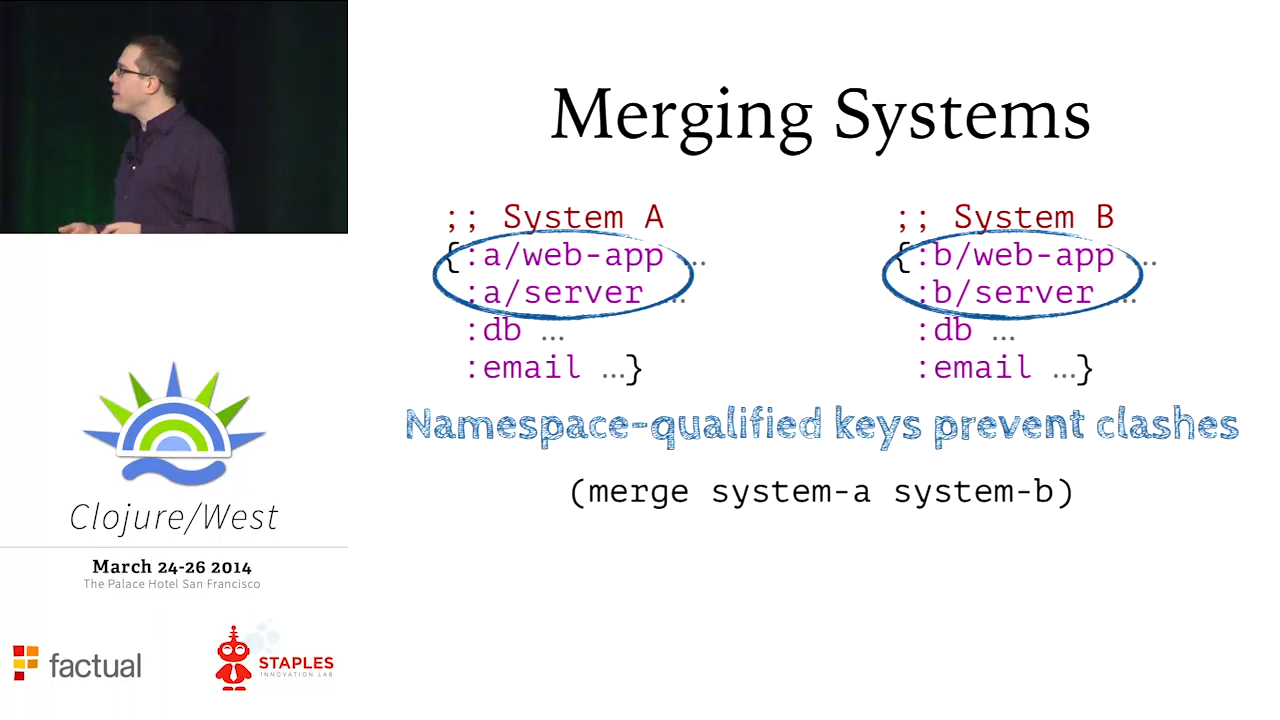 Merging Systems
;; System A
{:a/web-app ...
:a/server ...
:db ...
:email ...}
;; System B
{:b/web-app ...
:b/server ...
:db ...
:email ...}
Namespace-qualified keys prevent clashes
(merge system-a system-b)
Clojure/West
March 24-26 2014
The Palace Hotel San Francisco
factual
STAPLES
INNOVATION LAB